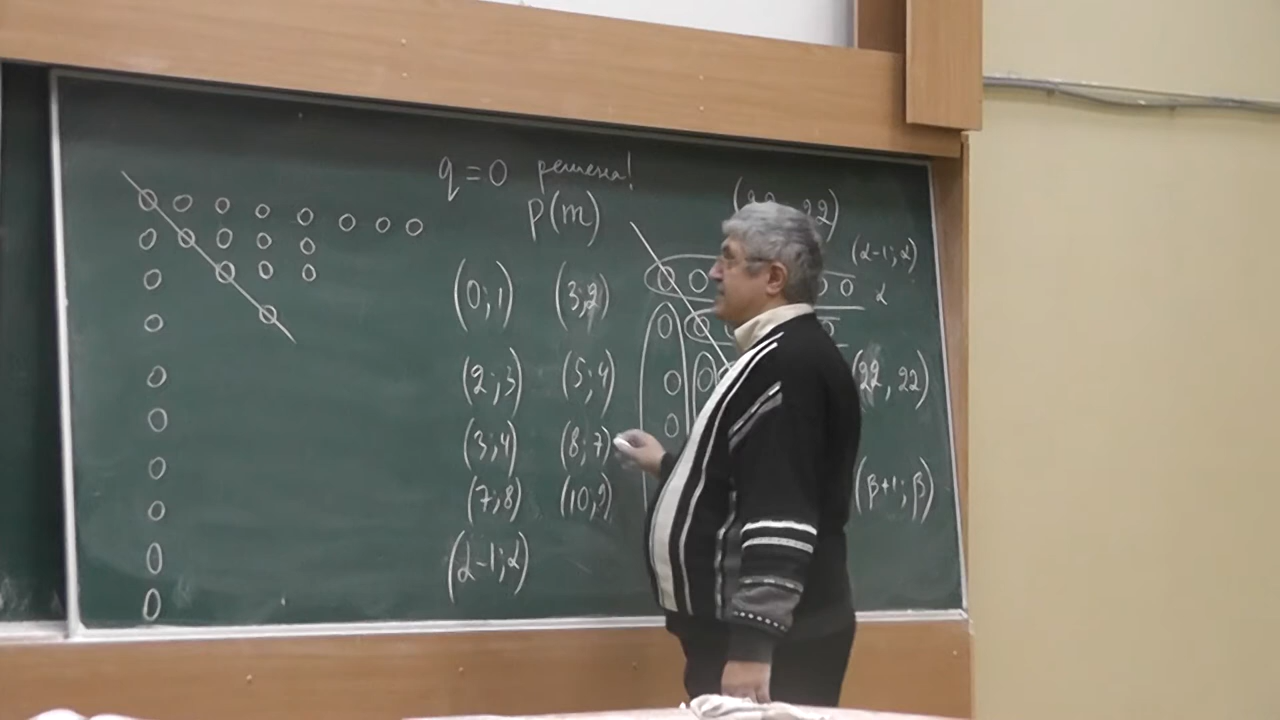 q = 0 решена!
p(m)
(0;1) (3;2)
(2;3) (5;4)
(3;4) (8;7)
(7;8) (10;9)
(α-1;α)
22)
(α-1;α)
α
(22, 22)
(β+1; β)